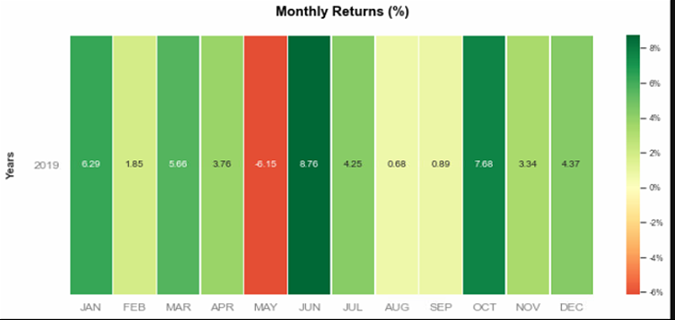 Monthly Returns (%)
Years
2019
6.29 1.85 5.66 3.76 -6.15 8.76 4.25 0.68 0.89 7.68 3.34 4.37
JAN FEB MAR APR MAY JUN JUL AUG SEP OCT NOV DEC
8%
6%
4%
2%
0%
-2%
-4%
-6%